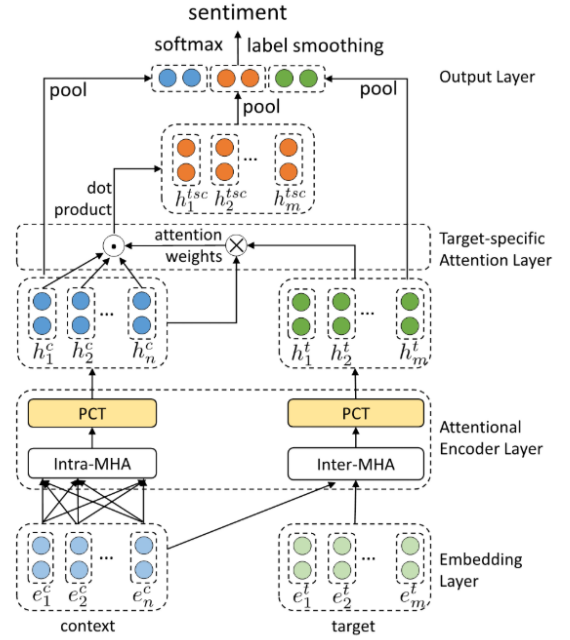 sentiment
softmax label smoothing
Output Layer
pool pool pool
...
h_1^{tsc} h_2^{tsc} h_m^{tsc}
dot
product
attention
weights
Target-specific
Attention Layer
... ...
h_1^c h_2^c h_n^c h_1^t h_2^t h_m^t
PCT PCT
Attentional
Encoder Layer
Intra-MHA Inter-MHA
... ...
e_1^c e_2^c e_n^c e_1^t e_2^t e_m^t
Embedding
Layer
context target